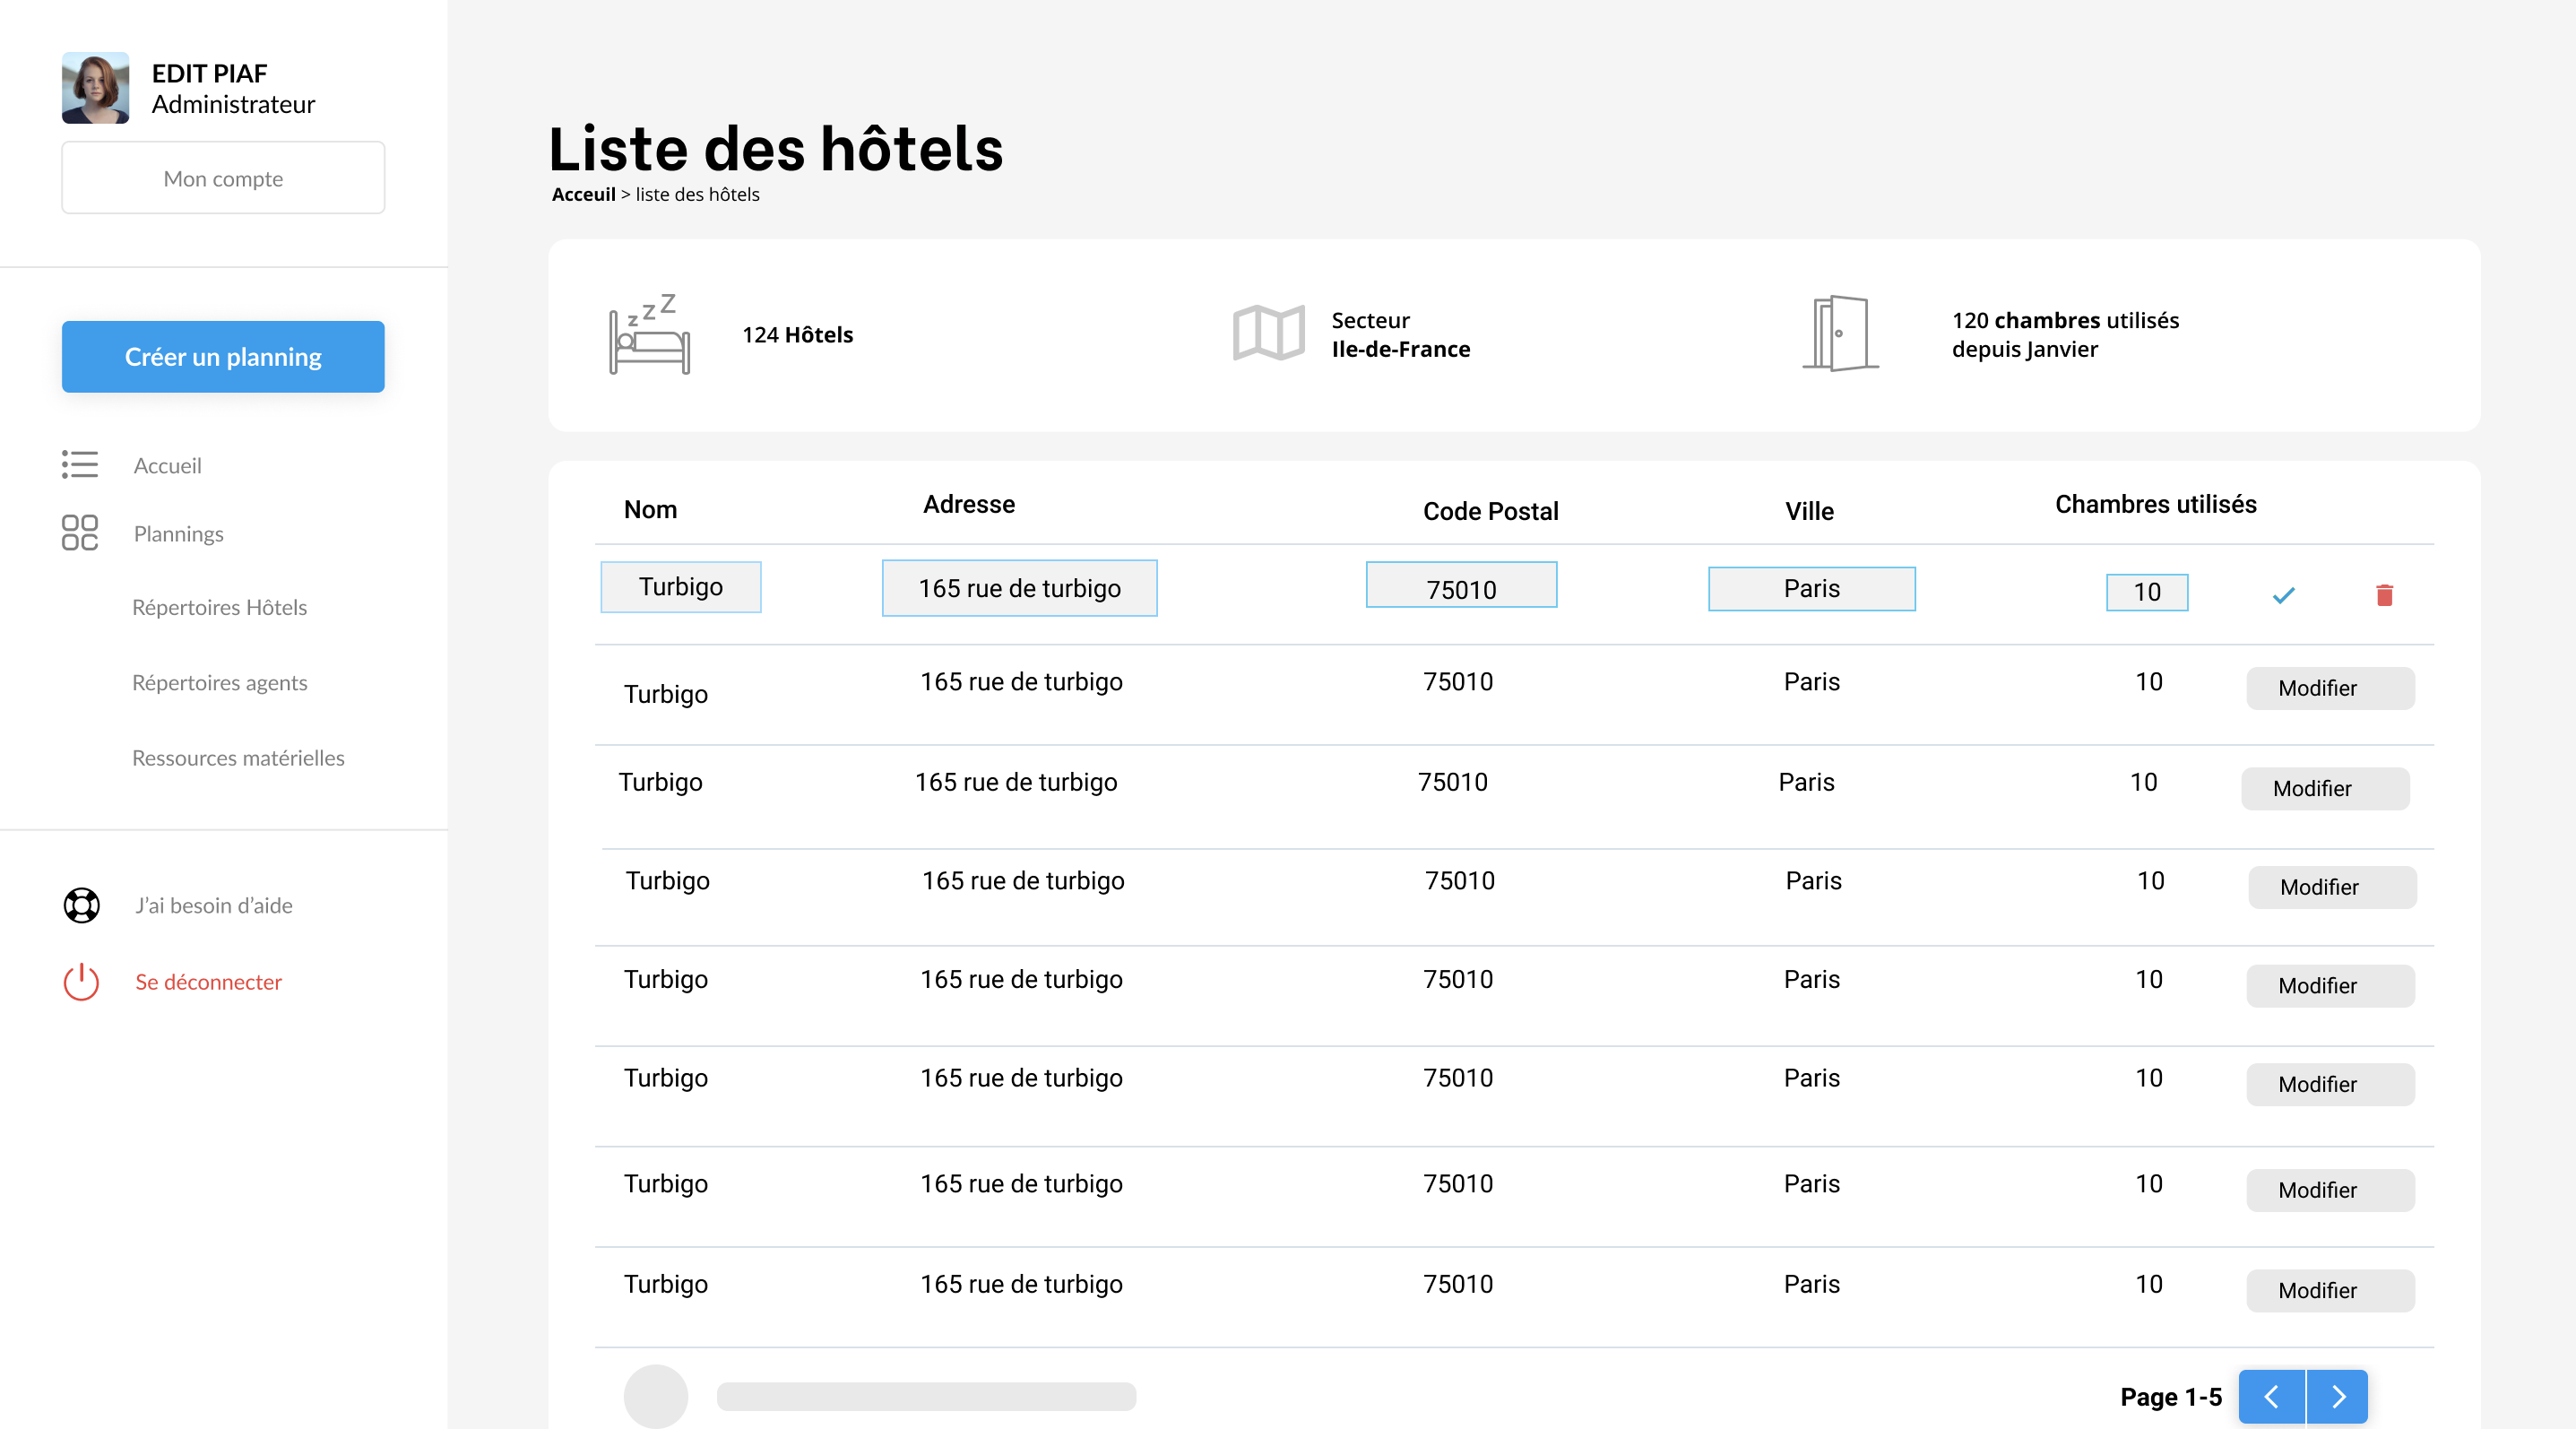 EDIT PIAF
Administrateur
Mon compte
Créer un planning
Accueil
Plannings
Répertoires Hôtels
Répertoires agents
Ressources matérielles
J'ai besoin d'aide
Se déconnecter
Liste des hôtels
Acceuil > liste des hôtels
124 Hôtels
Secteur
Ile-de-France
120 chambres utilisés
depuis Janvier
Nom Adresse Code Postal Ville Chambres utilisés
Turbigo 165 rue de turbigo 75010 Paris 10
Turbigo 165 rue de turbigo 75010 Paris 10 Modifier
Turbigo 165 rue de turbigo 75010 Paris 10 Modifier
Turbigo 165 rue de turbigo 75010 Paris 10 Modifier
Turbigo 165 rue de turbigo 75010 Paris 10 Modifier
Turbigo 165 rue de turbigo 75010 Paris 10 Modifier
Turbigo 165 rue de turbigo 75010 Paris 10 Modifier
Turbigo 165 rue de turbigo 75010 Paris 10 Modifier
Page 1-5